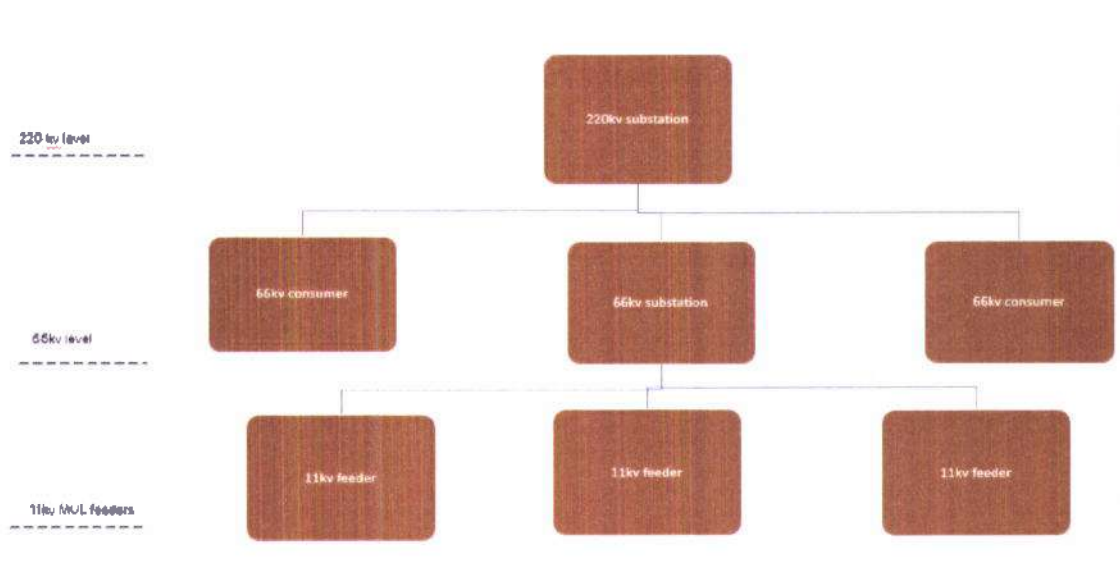 220kv substation
220 kv level
66kv consumer
66kv substation
66kv consumer
66kv level
11kv feeder
11kv feeder
11kv feeder
11kv MUL feeders